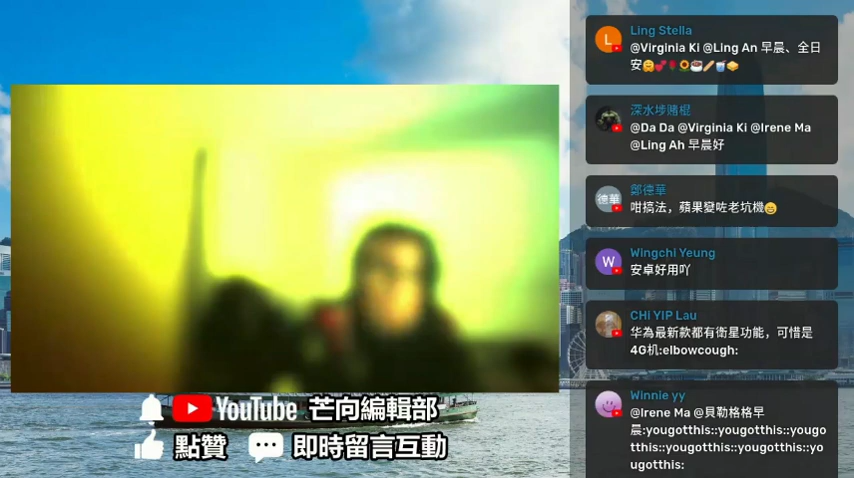 Ling Stella
@Virginia Ki @Ling An 早晨、全日
安🤗💕🌹🌻☕🥖🥤🥪
深水埗賭棍
@Da Da @Virginia Ki @Irene Ma
@Ling Ah 早晨好
鄭德華
咁搞法，蘋果變咗老坑機😄
Wingchi Yeung
安卓好用吖
CHi YIP Lau
华為最新款都有衛星功能，可惜是
4G机:elbowcough:
Winnie yy
@Irene Ma @貝勒格格早
晨:yougotthis::yougotthis::yougo
tthis::yougotthis::yougotthis::yo
ugotthis:
YouTube 芒向編輯部
點贊 即時留言互動